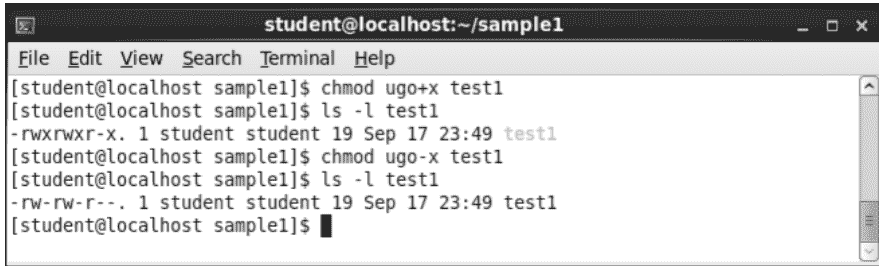 student@localhost:~/sample1
File Edit View Search Terminal Help
[student@localhost sample1]$ chmod ugo+x test1
[student@localhost sample1]$ ls -l test1
-rwxrwxr-x. 1 student student 19 Sep 17 23:49 test1
[student@localhost sample1]$ chmod ugo-x test1
[student@localhost sample1]$ ls -l test1
-rw-rw-r--. 1 student student 19 Sep 17 23:49 test1
[student@localhost sample1]$